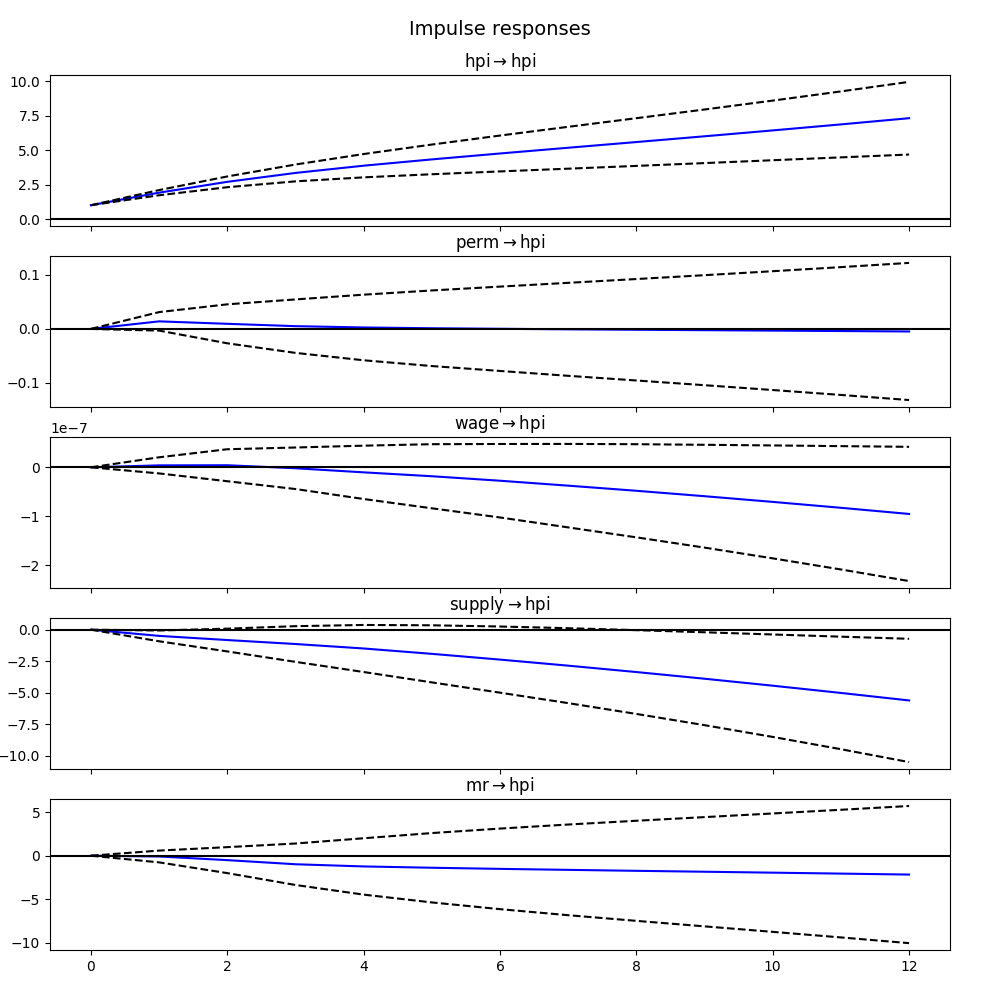 Impulse responses
hpi → hpi
10.0
7.5
5.0
2.5
0.0
perm → hpi
0.1
0.0
−0.1
wage → hpi
1e−7
0
−1
−2
supply → hpi
0.0
−2.5
−5.0
−7.5
−10.0
mr → hpi
5
0
−5
−10
0 2 4 6 8 10 12